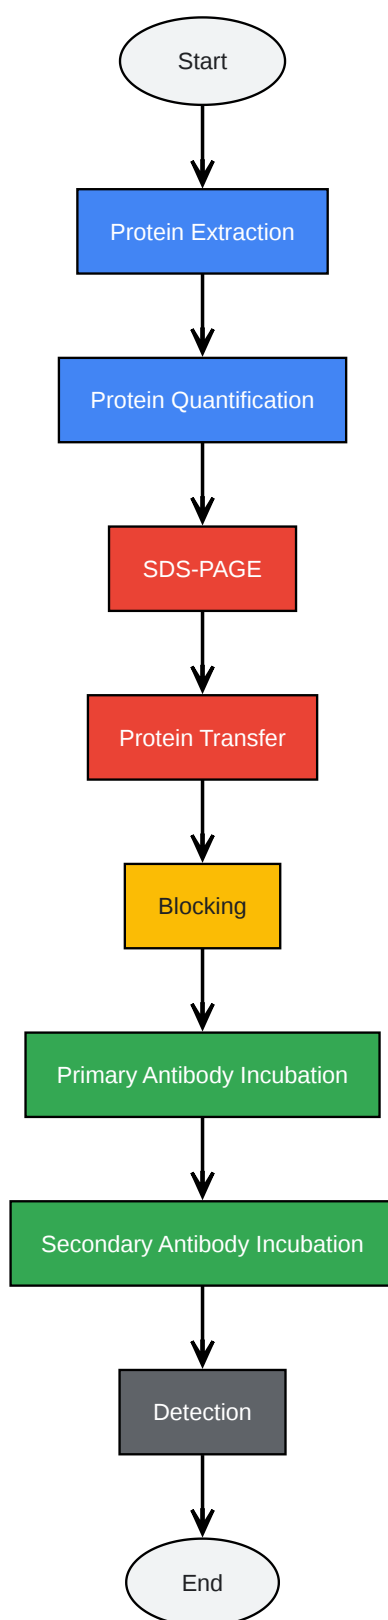 Start
Protein Extraction
Protein Quantification
SDS-PAGE
Protein Transfer
Blocking
Primary Antibody Incubation
Secondary Antibody Incubation
Detection
End